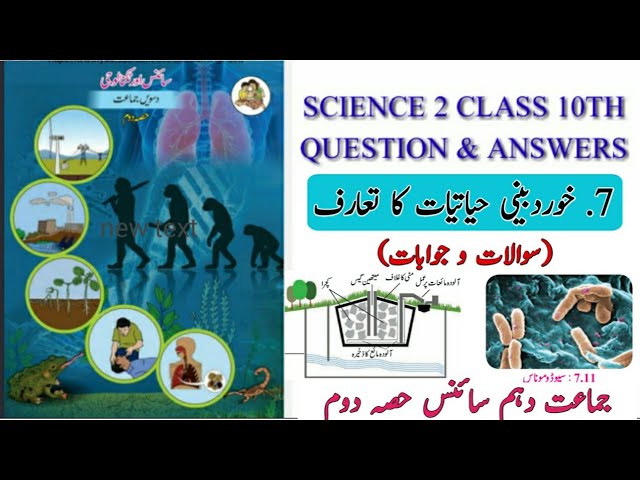 سائنس اور ٹکنالوجی
دسویں جماعت
حصہ دوم
new text
SCIENCE 2 CLASS 10TH
QUESTION & ANSWERS
7. خوردبینی حیاتیات کا تعارف
(سوالات و جوابات)
آلودہ مائعات پر عمل
مٹی کا غلاف
میتھین گیس
کچرا
آلودہ مائع کا ذخیرہ
7.11 : سیوڈوموناس
جماعت دہم سائنس حصہ دوم